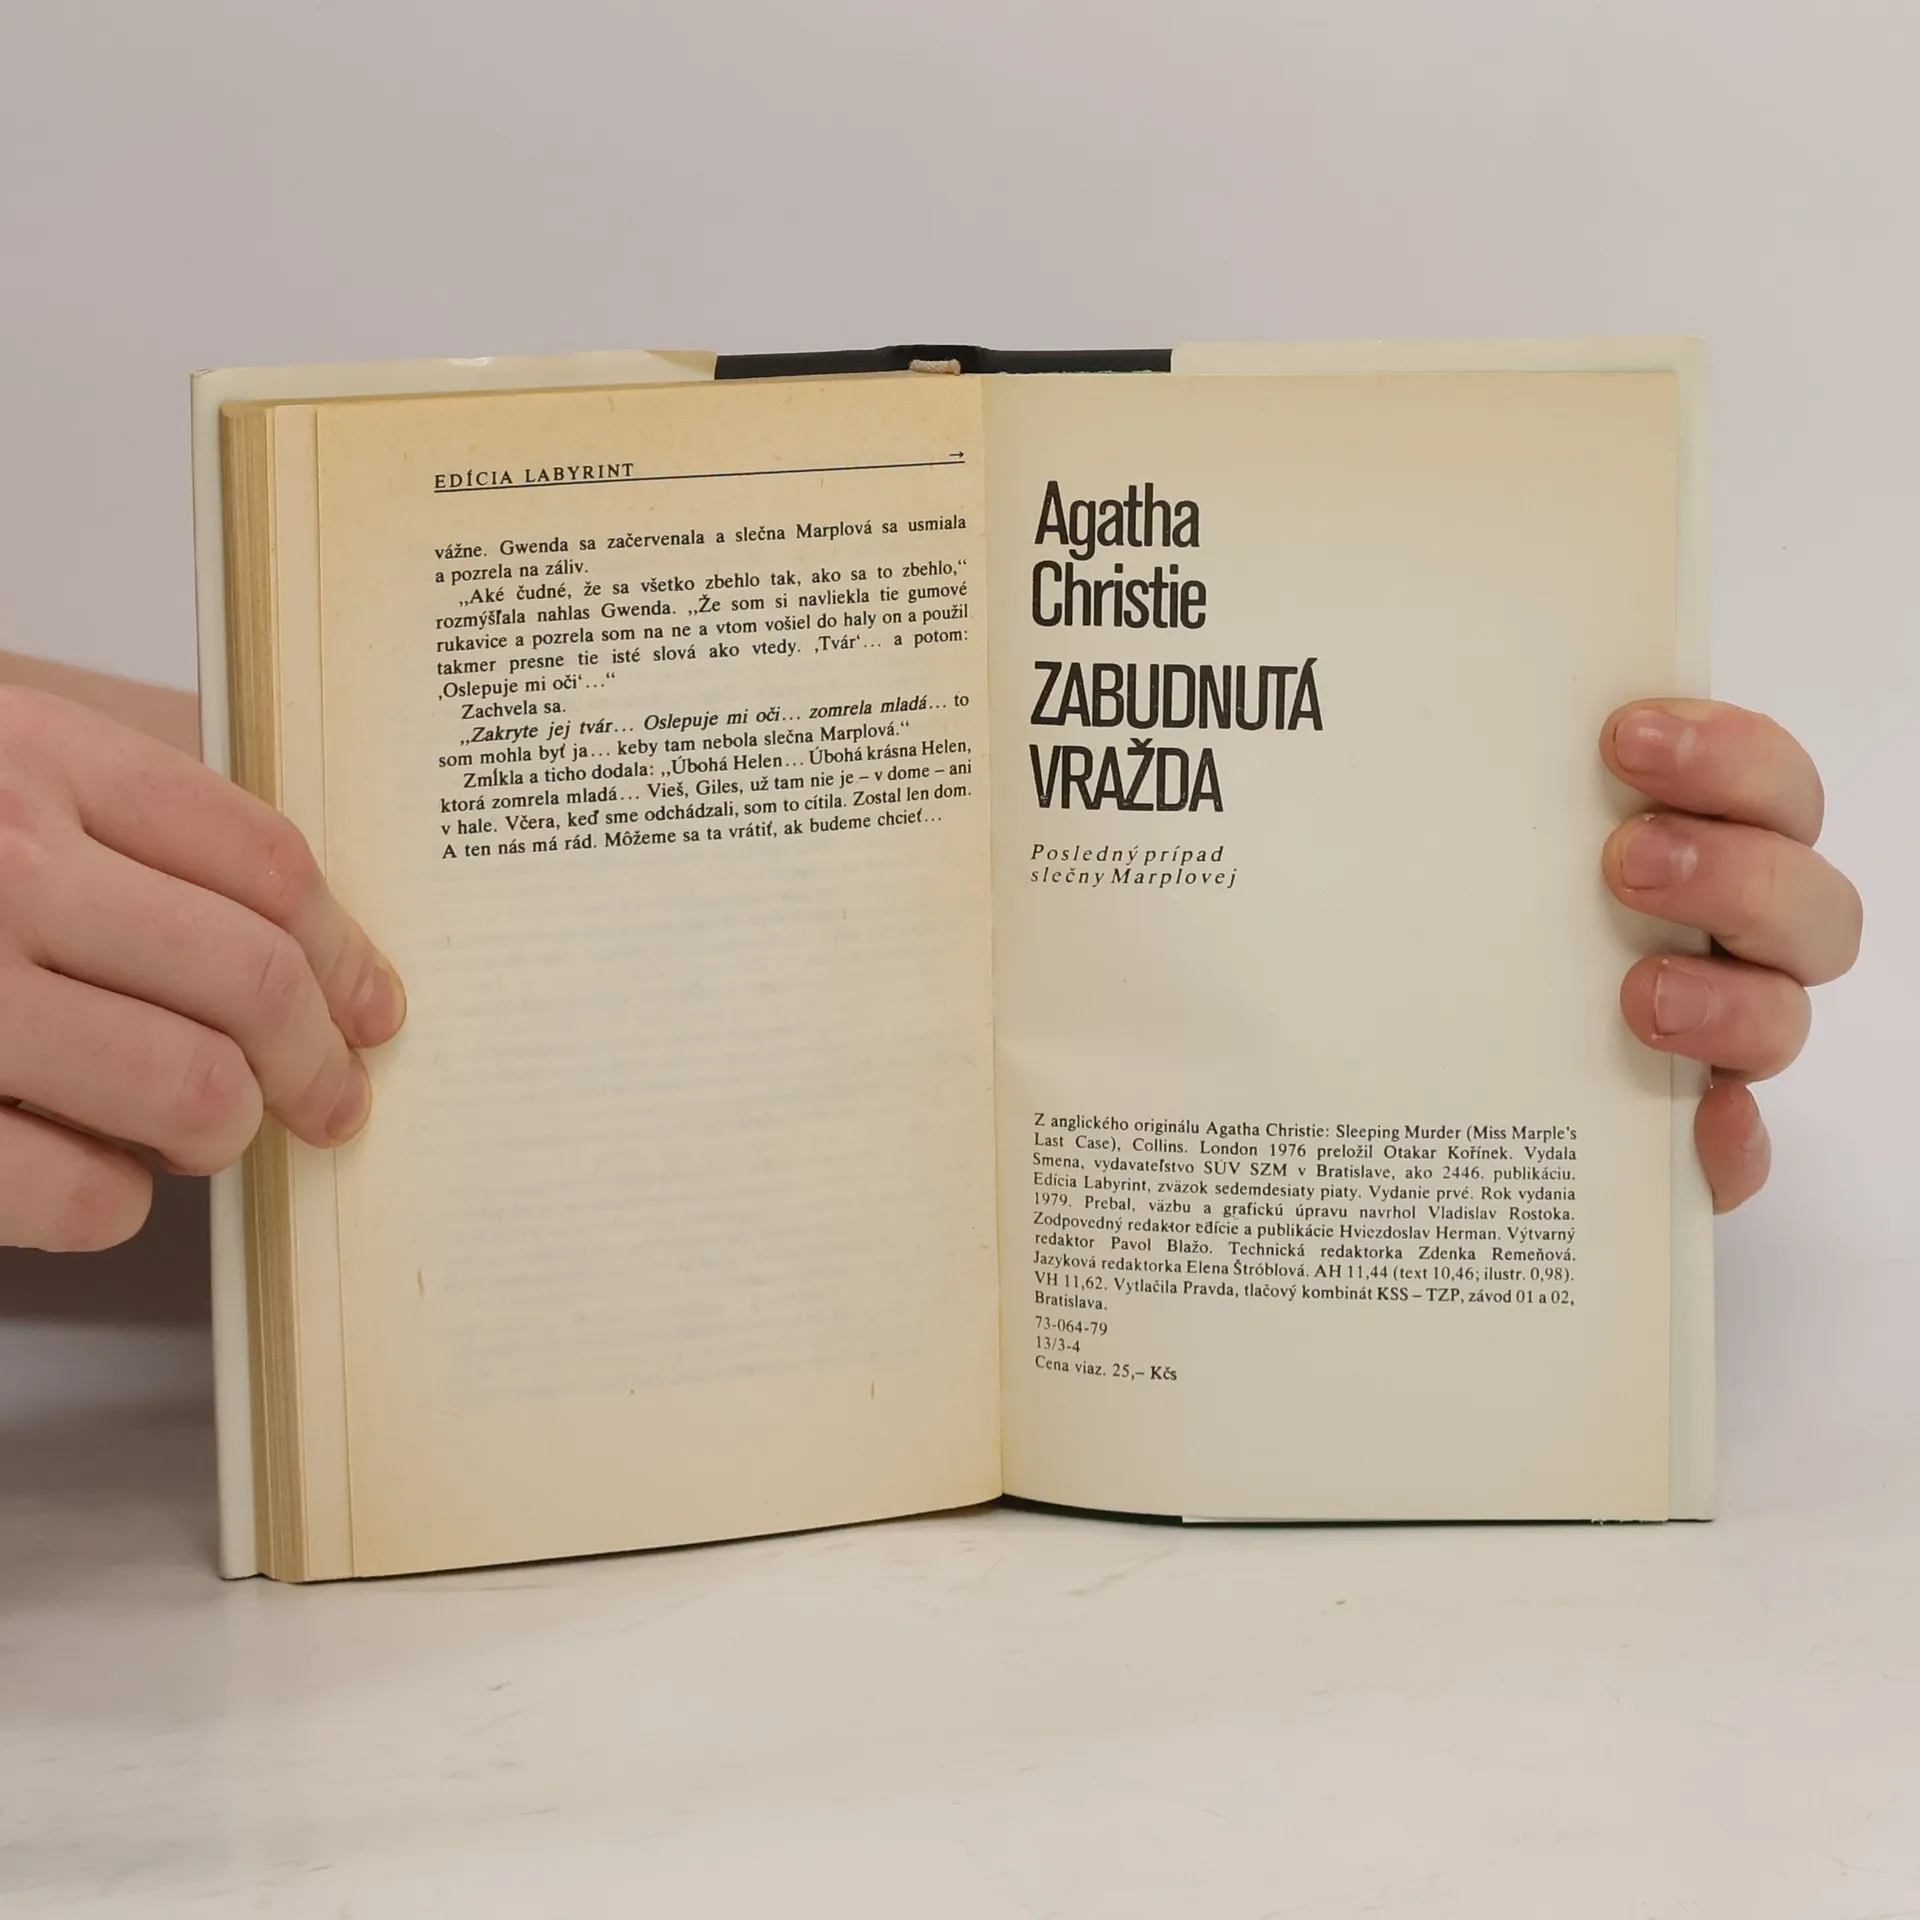 EDÍCIA LABYRINT →
vážne. Gwenda sa začervenala a slečna Marplová sa usmiala
a pozrela na záliv.
„Aké čudné, že sa všetko zbehlo tak, ako sa to zbehlo,“
rozmýšľala nahlas Gwenda. „Že som si navliekla tie gumové
rukavice a pozrela som na ne a vtom vošiel do haly on a použil
takmer presne tie isté slová ako vtedy. ‚Tvár‘... a potom:
‚Oslepuje mi oči‘...“
Zachvela sa.
„Zakryte jej tvár... Oslepuje mi oči... zomrela mladá... to
som mohla byť ja... keby tam nebola slečna Marplová.“
Zmĺkla a ticho dodala: „Úbohá Helen... Úbohá krásna Helen,
ktorá zomrela mladá... Vieš, Giles, už tam nie je – v dome – ani
v hale. Včera, keď sme odchádzali, som to cítila. Zostal len dom.
A ten nás má rád. Môžeme sa ta vrátiť, ak budeme chcieť...
Agatha
Christie
ZABUDNUTÁ
VRAŽDA
Posledný prípad
slečny Marplovej
Z anglického originálu Agatha Christie: Sleeping Murder (Miss Marple's
Last Case), Collins. London 1976 preložil Otakar Kořínek. Vydala
Smena, vydavateľstvo SÚV SZM v Bratislave, ako 2446. publikáciu.
Edícia Labyrint, zväzok sedemdesiaty piaty. Vydanie prvé. Rok vydania
1979. Prebal, väzbu a grafickú úpravu navrhol Vladislav Rostoka.
Zodpovedný redaktor edície a publikácie Hviezdoslav Herman. Výtvarný
redaktor Pavol Blažo. Technická redaktorka Zdenka Remeňová.
Jazyková redaktorka Elena Štróblová. AH 11,44 (text 10,46; ilustr. 0,98).
VH 11,62. Vytlačila Pravda, tlačový kombinát KSS – TZP, závod 01 a 02,
Bratislava.
73-064-79
13/3-4
Cena viaz. 25,– Kčs